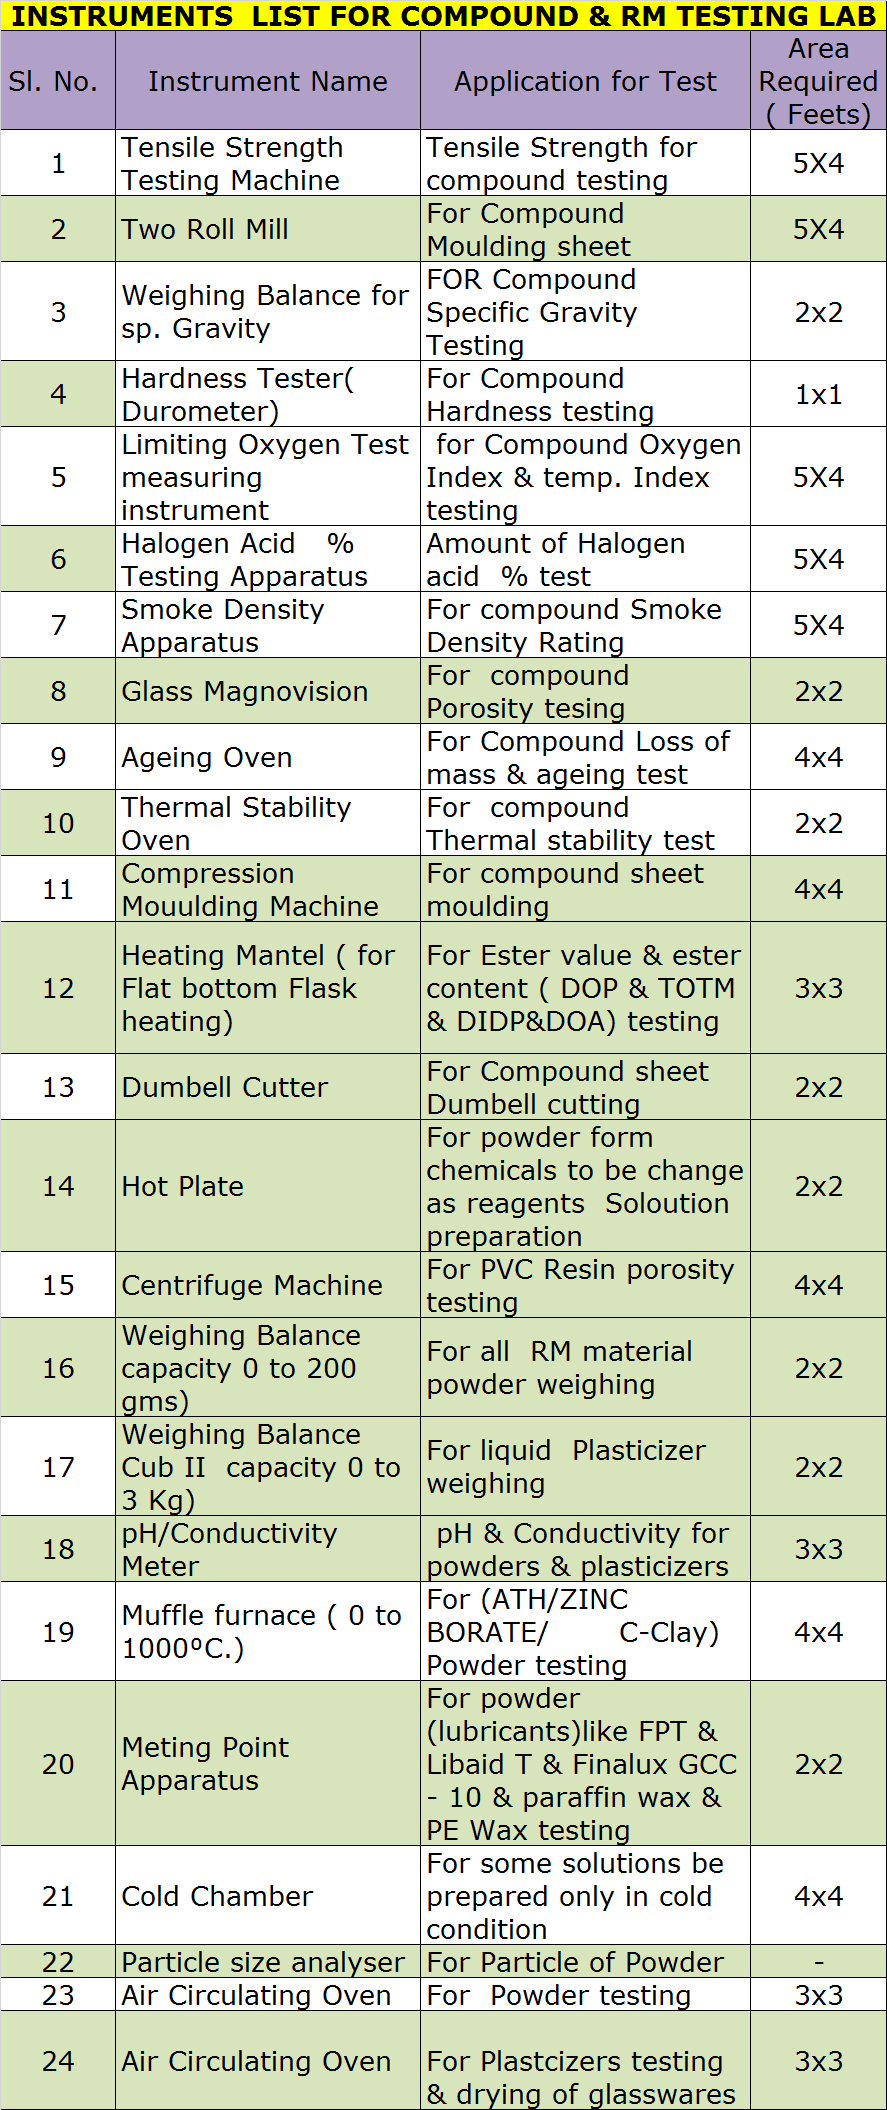 INSTRUMENTS  LIST FOR COMPOUND & RM TESTING LAB
Sl. No.
Instrument Name
Application for Test
Area
Required
( Feets)
1
Tensile Strength
Testing Machine
Tensile Strength for
compound testing
5X4
2
Two Roll Mill
For Compound
Moulding sheet
5X4
3
Weighing Balance for
sp. Gravity
FOR Compound
Specific Gravity
Testing
2x2
4
Hardness Tester(
Durometer)
For Compound
Hardness testing
1x1
5
Limiting Oxygen Test
measuring
instrument
for Compound Oxygen
Index & temp. Index
testing
5X4
6
Halogen Acid   %
Testing Apparatus
Amount of Halogen
acid  % test
5X4
7
Smoke Density
Apparatus
For compound Smoke
Density Rating
5X4
8
Glass Magnovision
For  compound
Porosity tesing
2x2
9
Ageing Oven
For Compound Loss of
mass & ageing test
4x4
10
Thermal Stability
Oven
For  compound
Thermal stability test
2x2
11
Compression
Mouulding Machine
For compound sheet
moulding
4x4
12
Heating Mantel ( for
Flat bottom Flask
heating)
For Ester value & ester
content ( DOP & TOTM
& DIDP&DOA) testing
3x3
13
Dumbell Cutter
For Compound sheet
Dumbell cutting
2x2
14
Hot Plate
For powder form
chemicals to be change
as reagents  Soloution
preparation
2x2
15
Centrifuge Machine
For PVC Resin porosity
testing
4x4
16
Weighing Balance
capacity 0 to 200
gms)
For all  RM material
powder weighing
2x2
17
Weighing Balance
Cub II  capacity 0 to
3 Kg)
For liquid  Plasticizer
weighing
2x2
18
pH/Conductivity
Meter
pH & Conductivity for
powders & plasticizers
3x3
19
Muffle furnace ( 0 to
1000ºC.)
For (ATH/ZINC
BORATE/      C-Clay)
Powder testing
4x4
20
Meting Point
Apparatus
For powder
(lubricants)like FPT &
Libaid T & Finalux GCC
- 10 & paraffin wax &
PE Wax testing
2x2
21
Cold Chamber
For some solutions be
prepared only in cold
condition
4x4
22
Particle size analyser
For Particle of Powder
-
23
Air Circulating Oven
For  Powder testing
3x3
24
Air Circulating Oven
For Plastcizers testing
& drying of glasswares
3x3